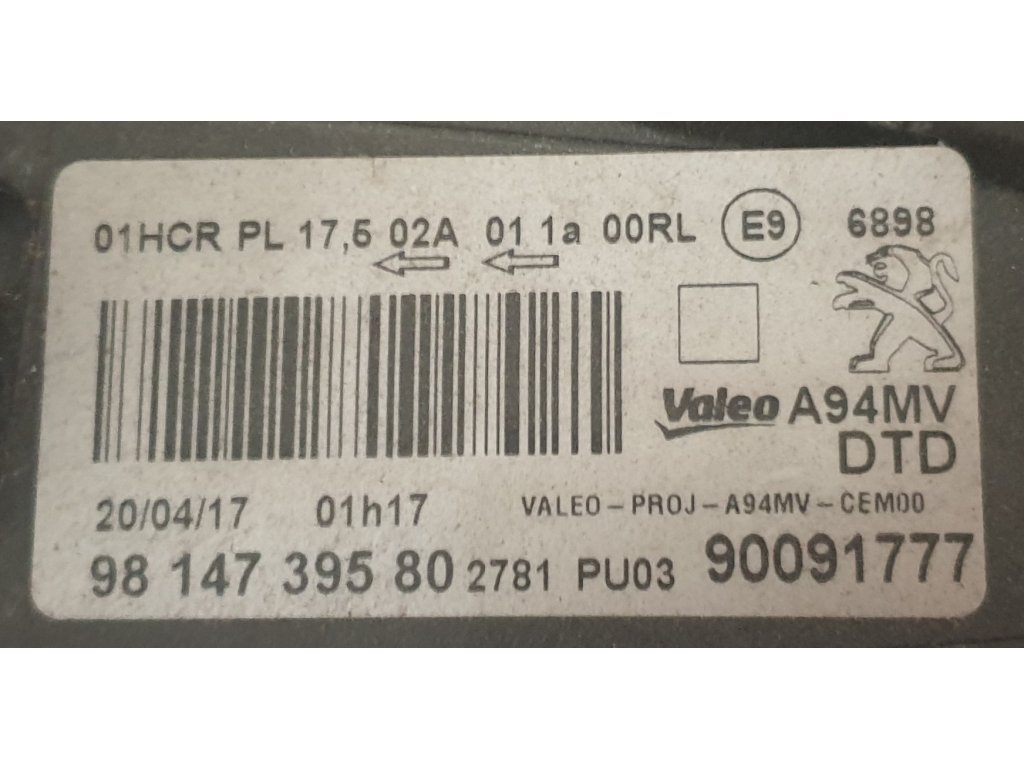 01HCR PL 17,5 02A 01 1a 00RL E9 6898
Valeo A94MV
DTD
20/04/17 01h17 VALEO-PROJ-A94MV-CEM00
98 147 395 80 2781 PU03 90091777